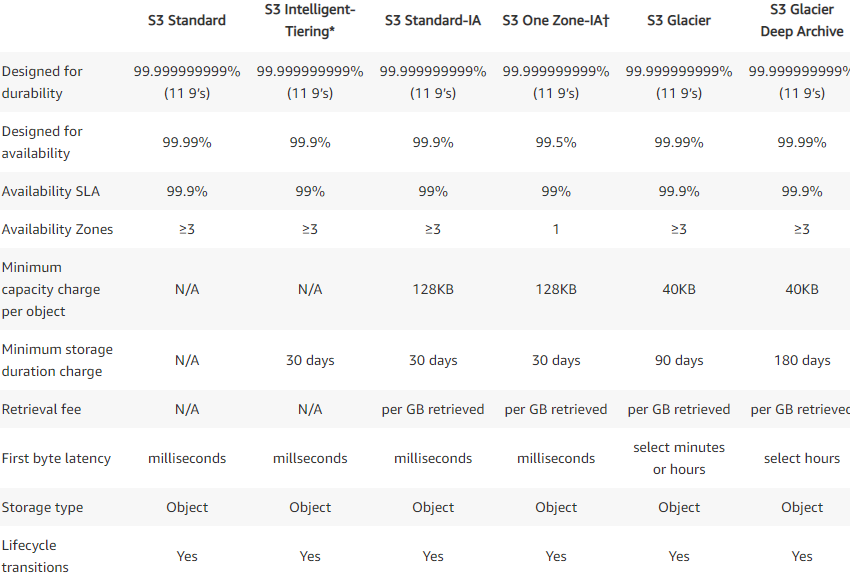 S3 Standard S3 Intelligent-Tiering* S3 Standard-IA S3 One Zone-IA† S3 Glacier S3 Glacier Deep Archive
Designed for durability 99.999999999% (11 9's) 99.999999999% (11 9's) 99.999999999% (11 9's) 99.999999999% (11 9's) 99.999999999% (11 9's) 99.999999999% (11 9's)
Designed for availability 99.99% 99.9% 99.9% 99.5% 99.99% 99.99%
Availability SLA 99.9% 99% 99% 99% 99.9% 99.9%
Availability Zones ≥3 ≥3 ≥3 1 ≥3 ≥3
Minimum capacity charge per object N/A N/A 128KB 128KB 40KB 40KB
Minimum storage duration charge N/A 30 days 30 days 30 days 90 days 180 days
Retrieval fee N/A N/A per GB retrieved per GB retrieved per GB retrieved per GB retrieved
First byte latency milliseconds millseconds milliseconds milliseconds select minutes or hours select hours
Storage type Object Object Object Object Object Object
Lifecycle transitions Yes Yes Yes Yes Yes Yes